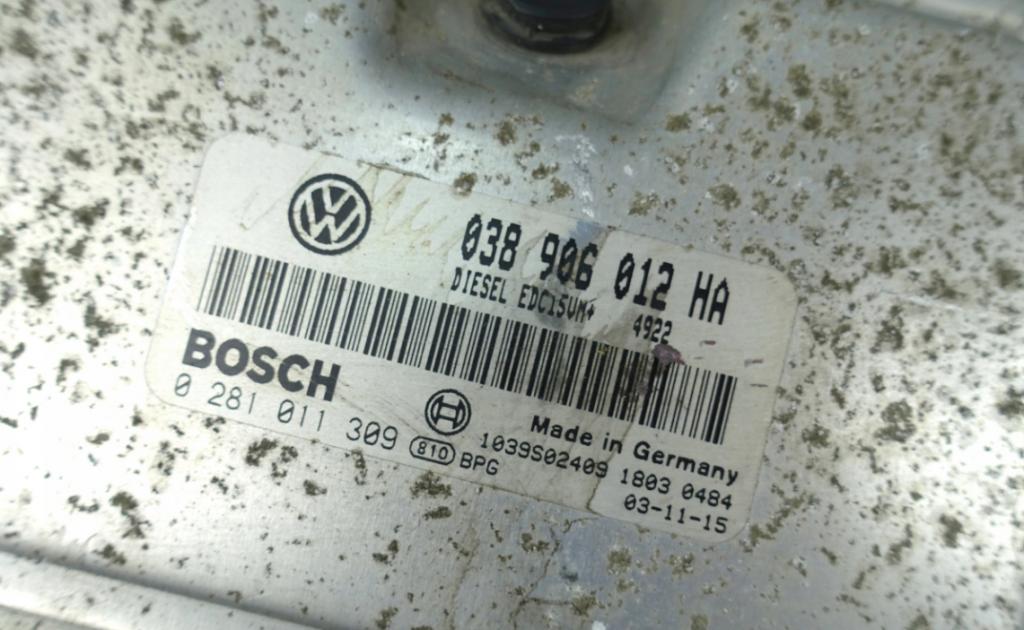 038 906 012 HA
DIESEL EDC15VM+ 4922
BOSCH
0 281 011 309 810 BPG
Made in Germany
1039S02409 1803 0484
03-11-15